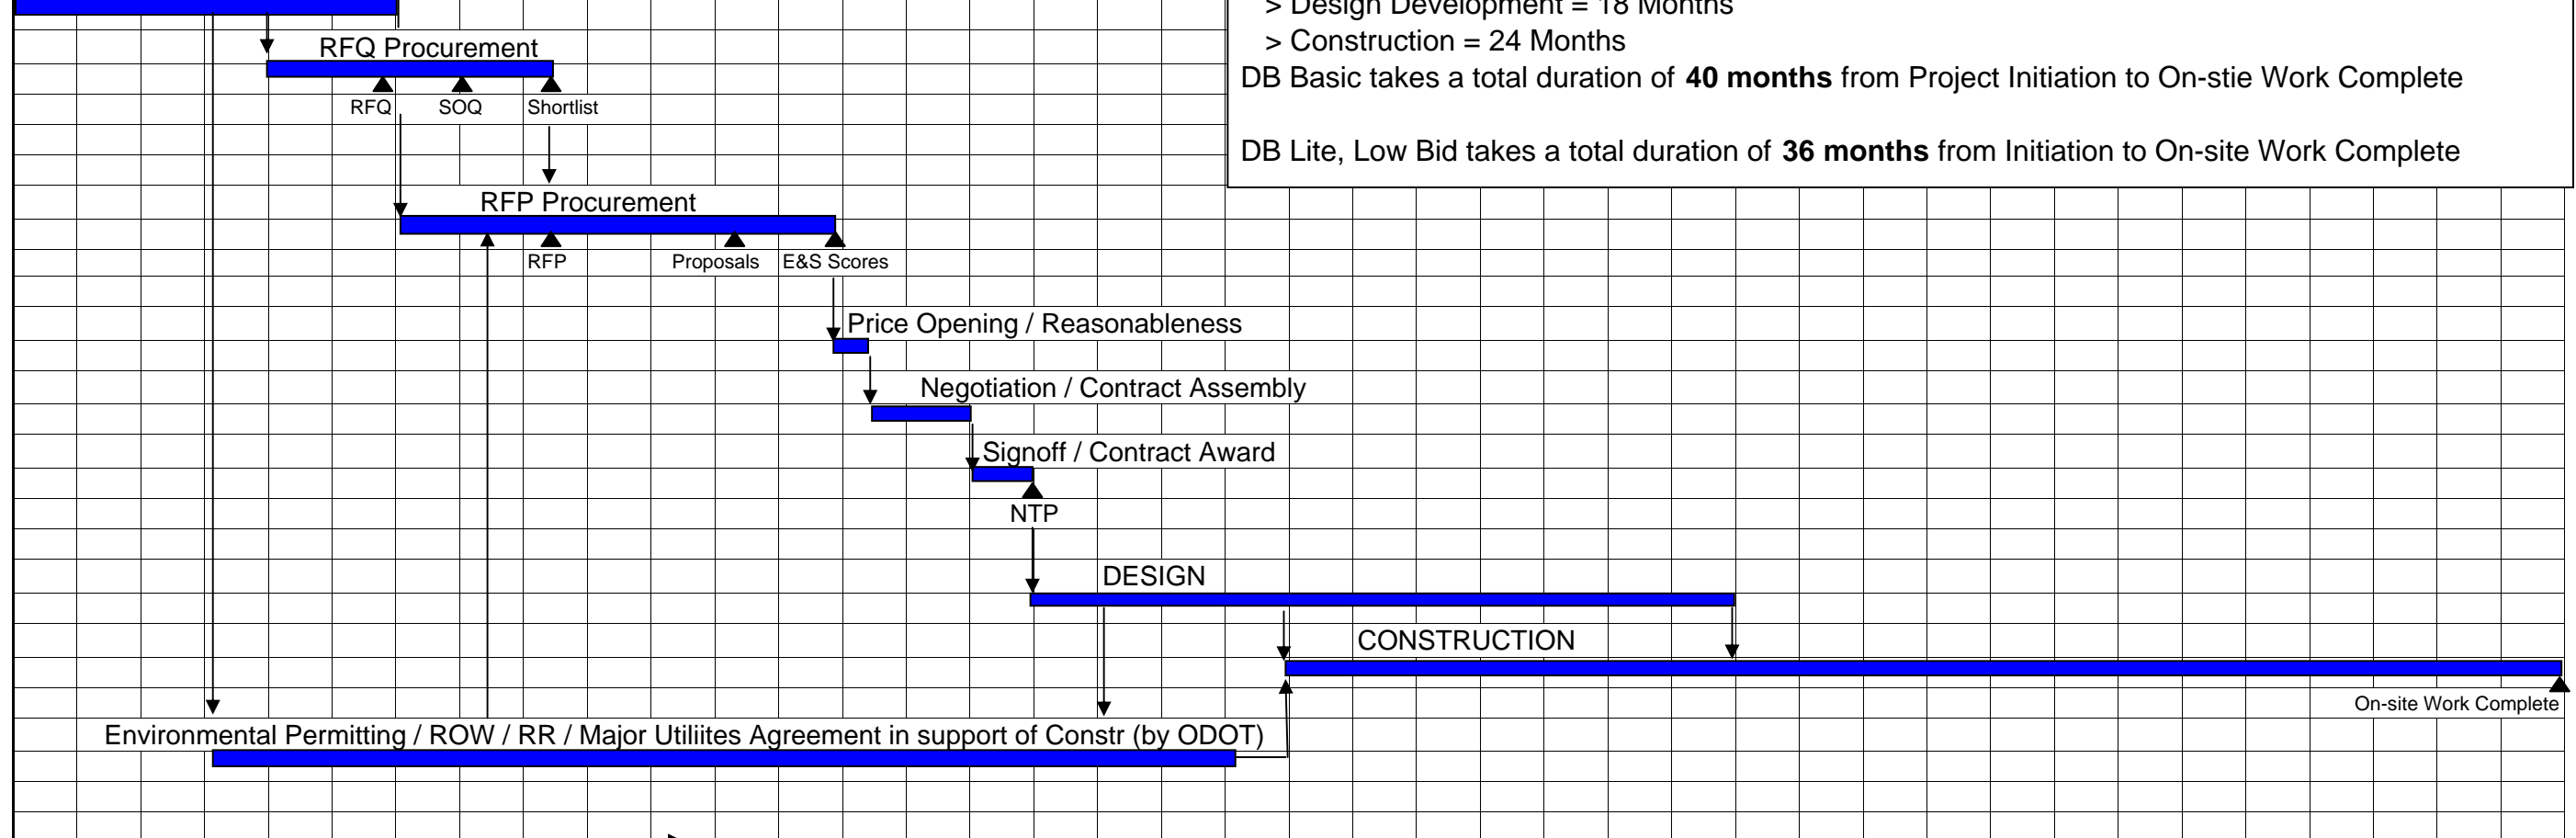 > Design Development = 18 Months
> Construction = 24 Months
DB Basic takes a total duration of 40 months from Project Initiation to On-stie Work Complete
DB Lite, Low Bid takes a total duration of 36 months from Initiation to On-site Work Complete
RFQ Procurement
RFQ SOQ Shortlist
RFP Procurement
RFP Proposals E&S Scores
Price Opening / Reasonableness
Negotiation / Contract Assembly
Signoff / Contract Award
NTP
DESIGN
CONSTRUCTION
On-site Work Complete
Environmental Permitting / ROW / RR / Major Utiliites Agreement in support of Constr (by ODOT)